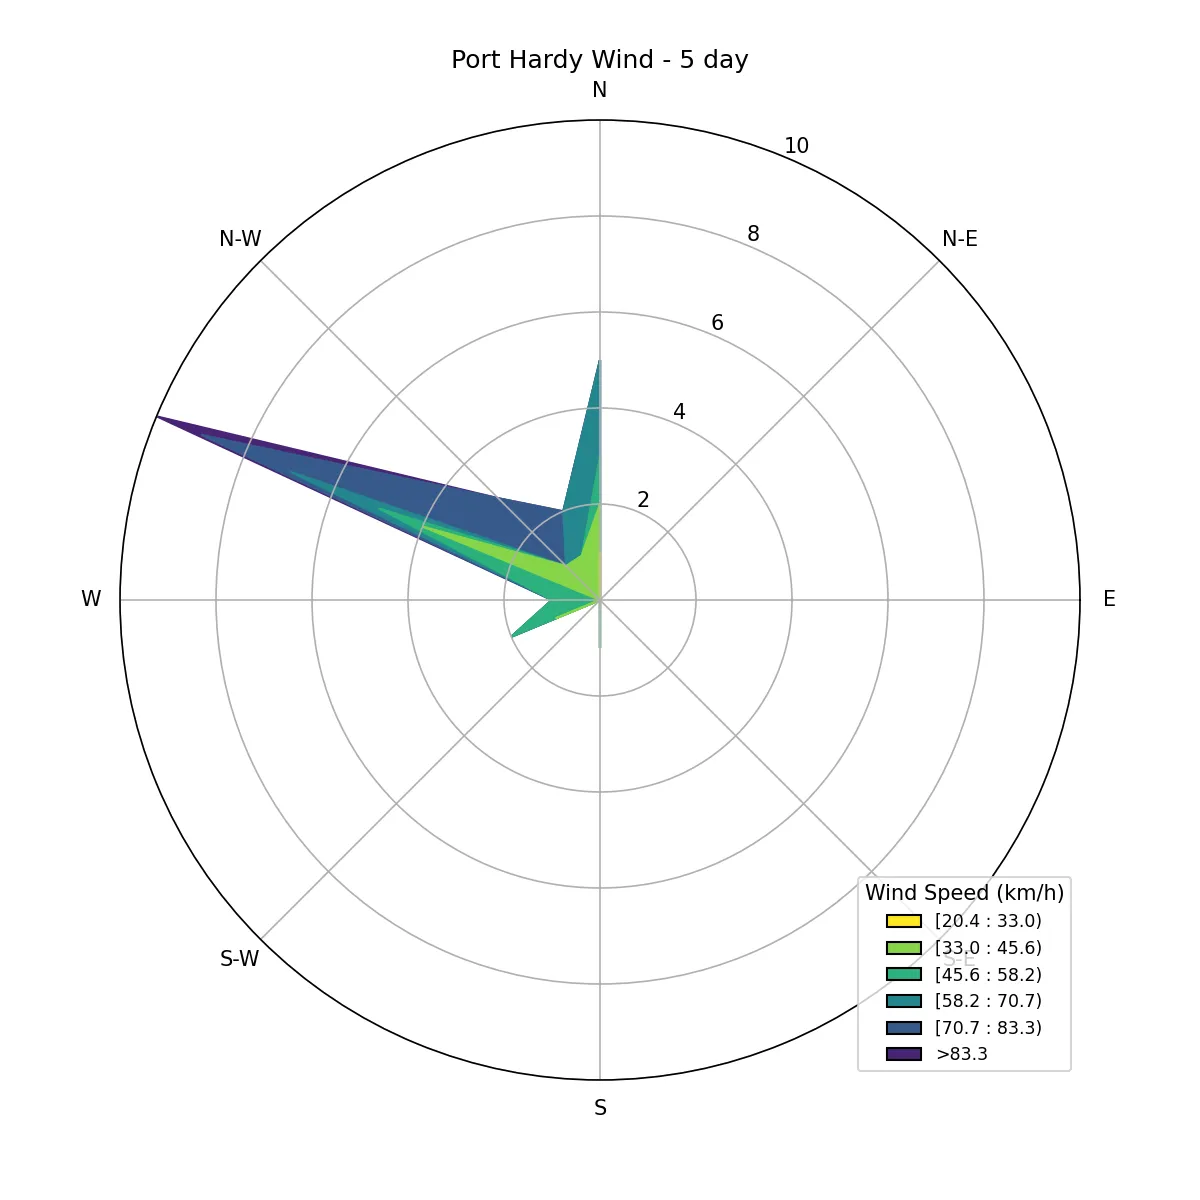 Port Hardy Wind - 5 day
N
10
N-W
8
N-E
6
4
2
W
E
S-W
S-E
S
Wind Speed (km/h)
[20.4 : 33.0)
[33.0 : 45.6)
[45.6 : 58.2)
[58.2 : 70.7)
[70.7 : 83.3)
>83.3